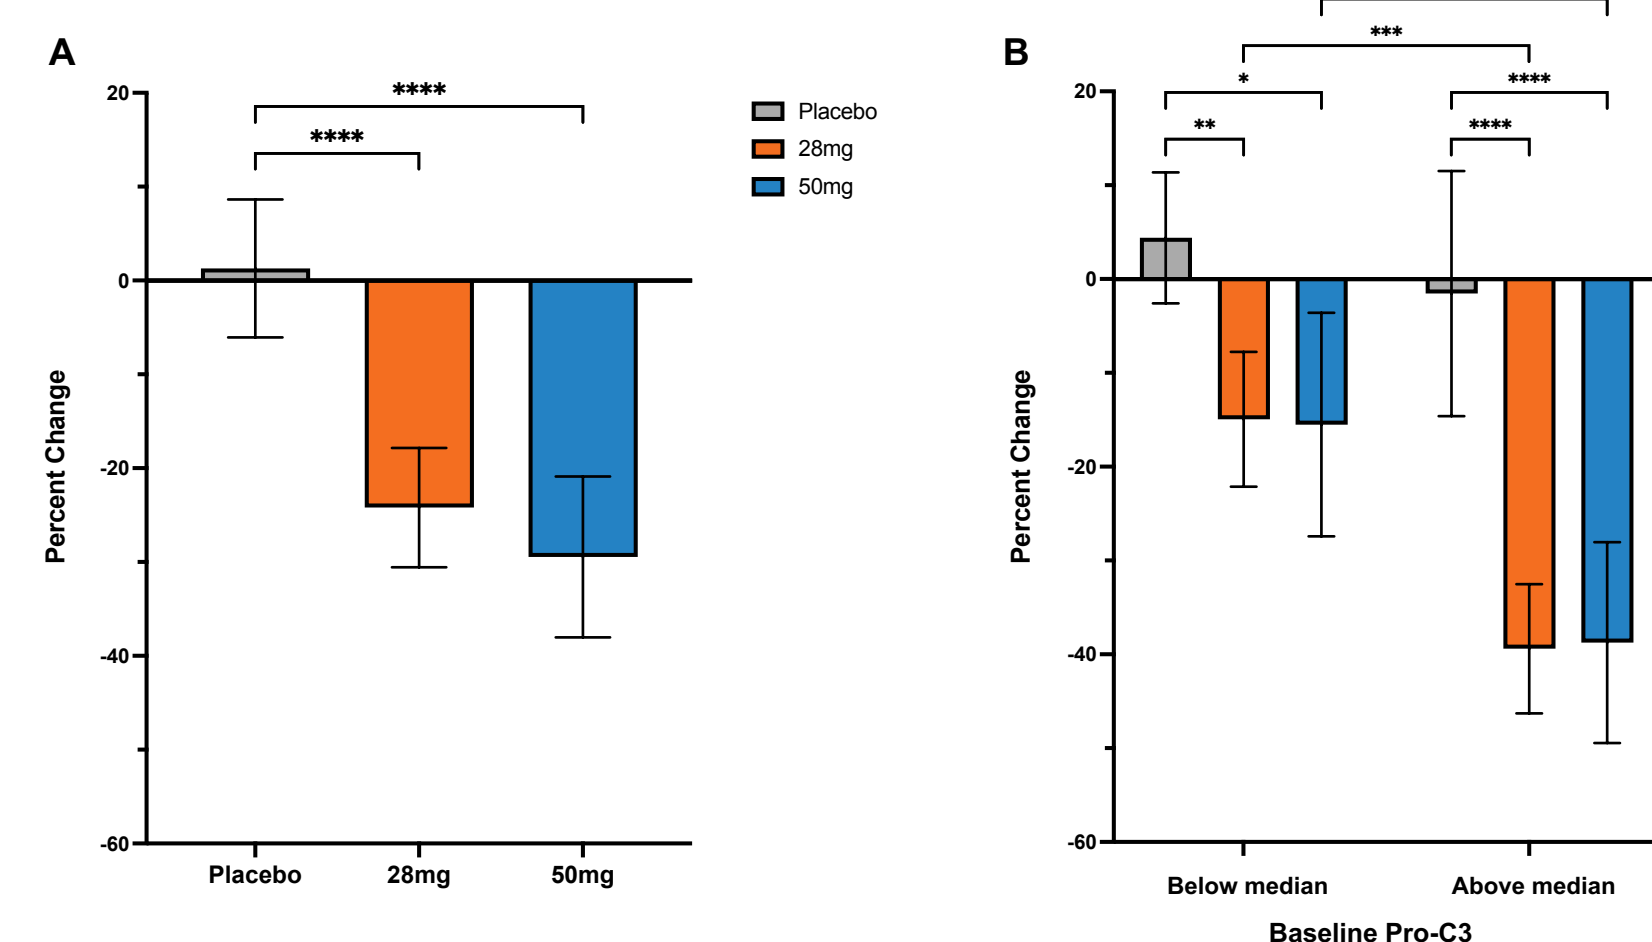 A
****
****
20
0
-20
-40
-60
Percent Change
Placebo
28mg
50mg
Placebo
28mg
50mg
B
***
*
****
**
****
20
0
-20
-40
-60
Percent Change
Below median
Above median
Baseline Pro-C3